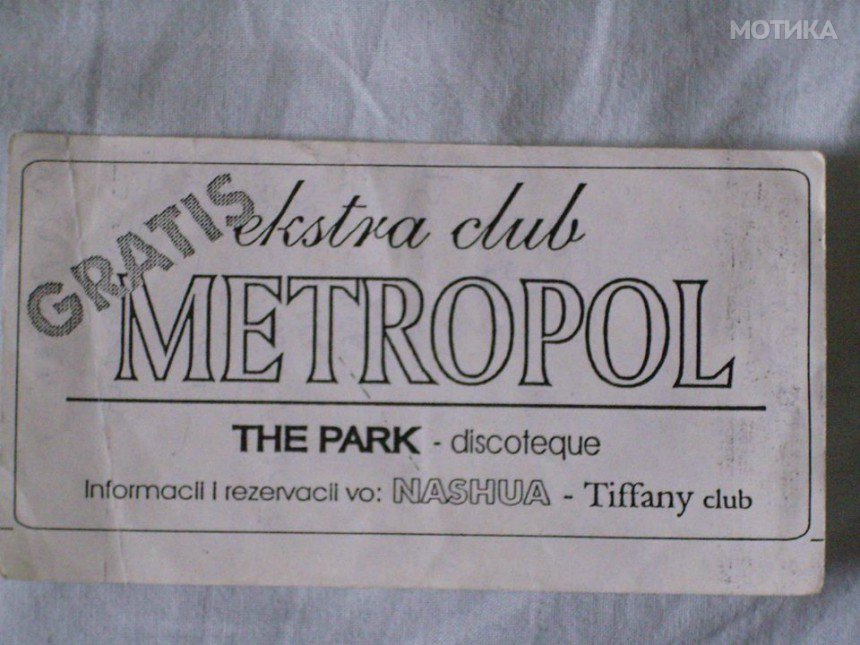 МОТИКА
GRATIS
ekstra club
METROPOL
THE PARK - discoteque
Informacii i rezervacii vo: NASHUA - Tiffany club